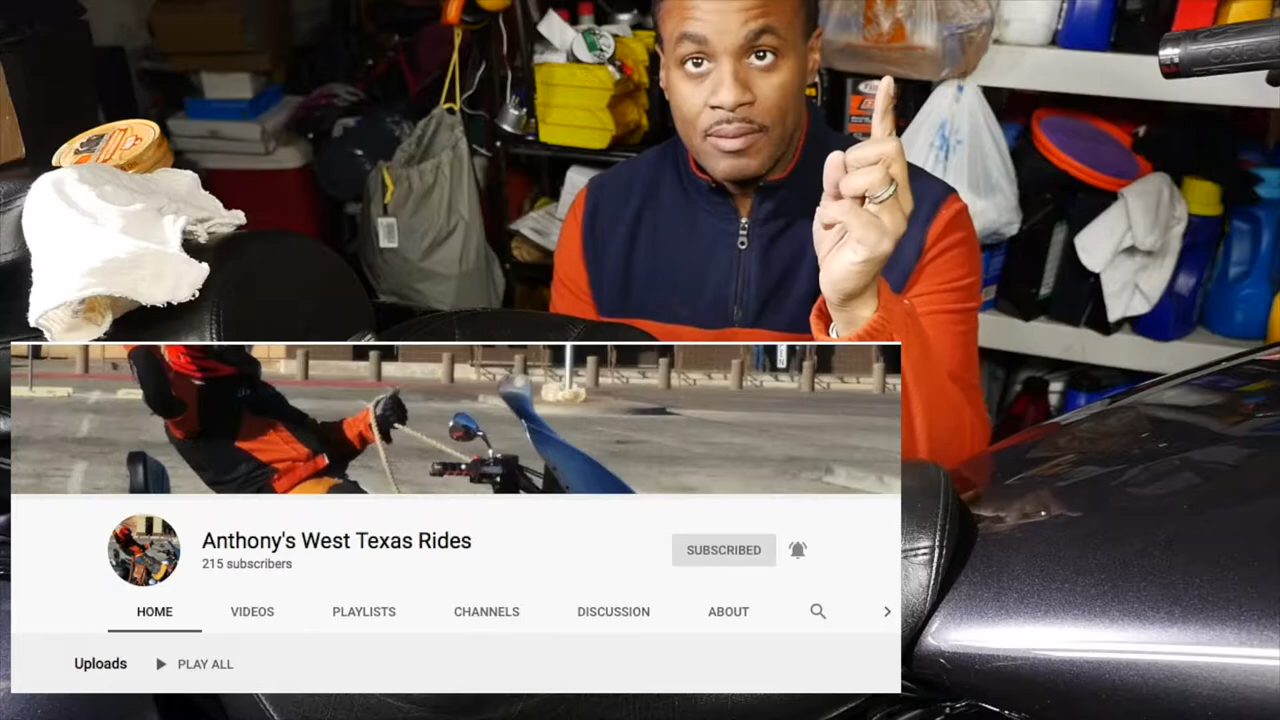 Anthony's West Texas Rides
215 subscribers
SUBSCRIBED
HOME
VIDEOS
PLAYLISTS
CHANNELS
DISCUSSION
ABOUT
Uploads
PLAY ALL